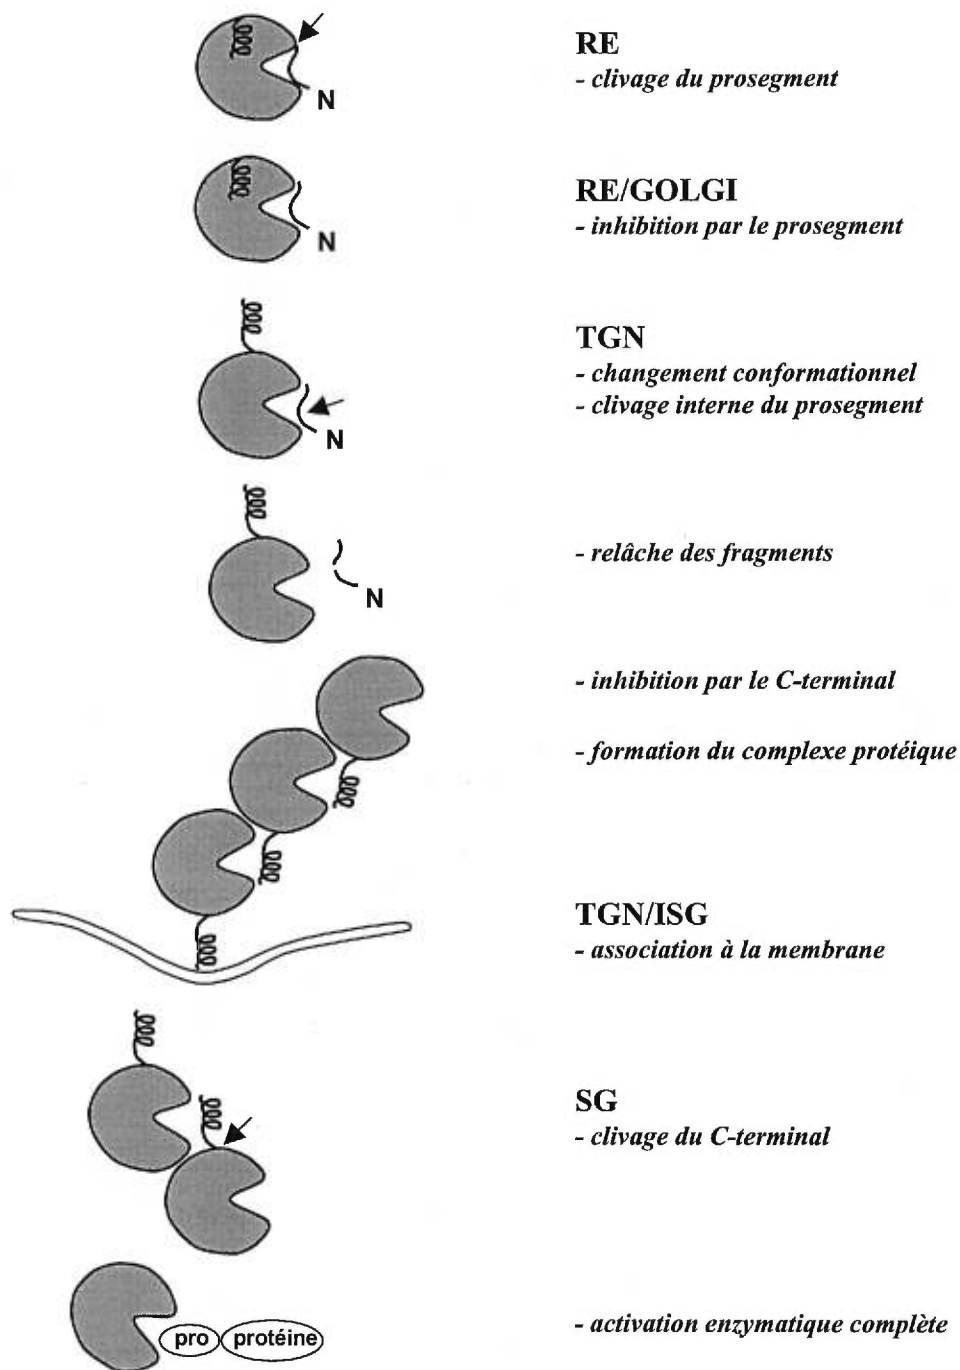 RE
- clivage du prosegment
N
RE/GOLGI
- inhibition par le prosegment
N
TGN
- changement conformationnel
- clivage interne du prosegment
N
- relâche des fragments
N
- inhibition par le C-terminal
- formation du complexe protéique
TGN/ISG
- association à la membrane
SG
- clivage du C-terminal
- activation enzymatique complète
pro protéine